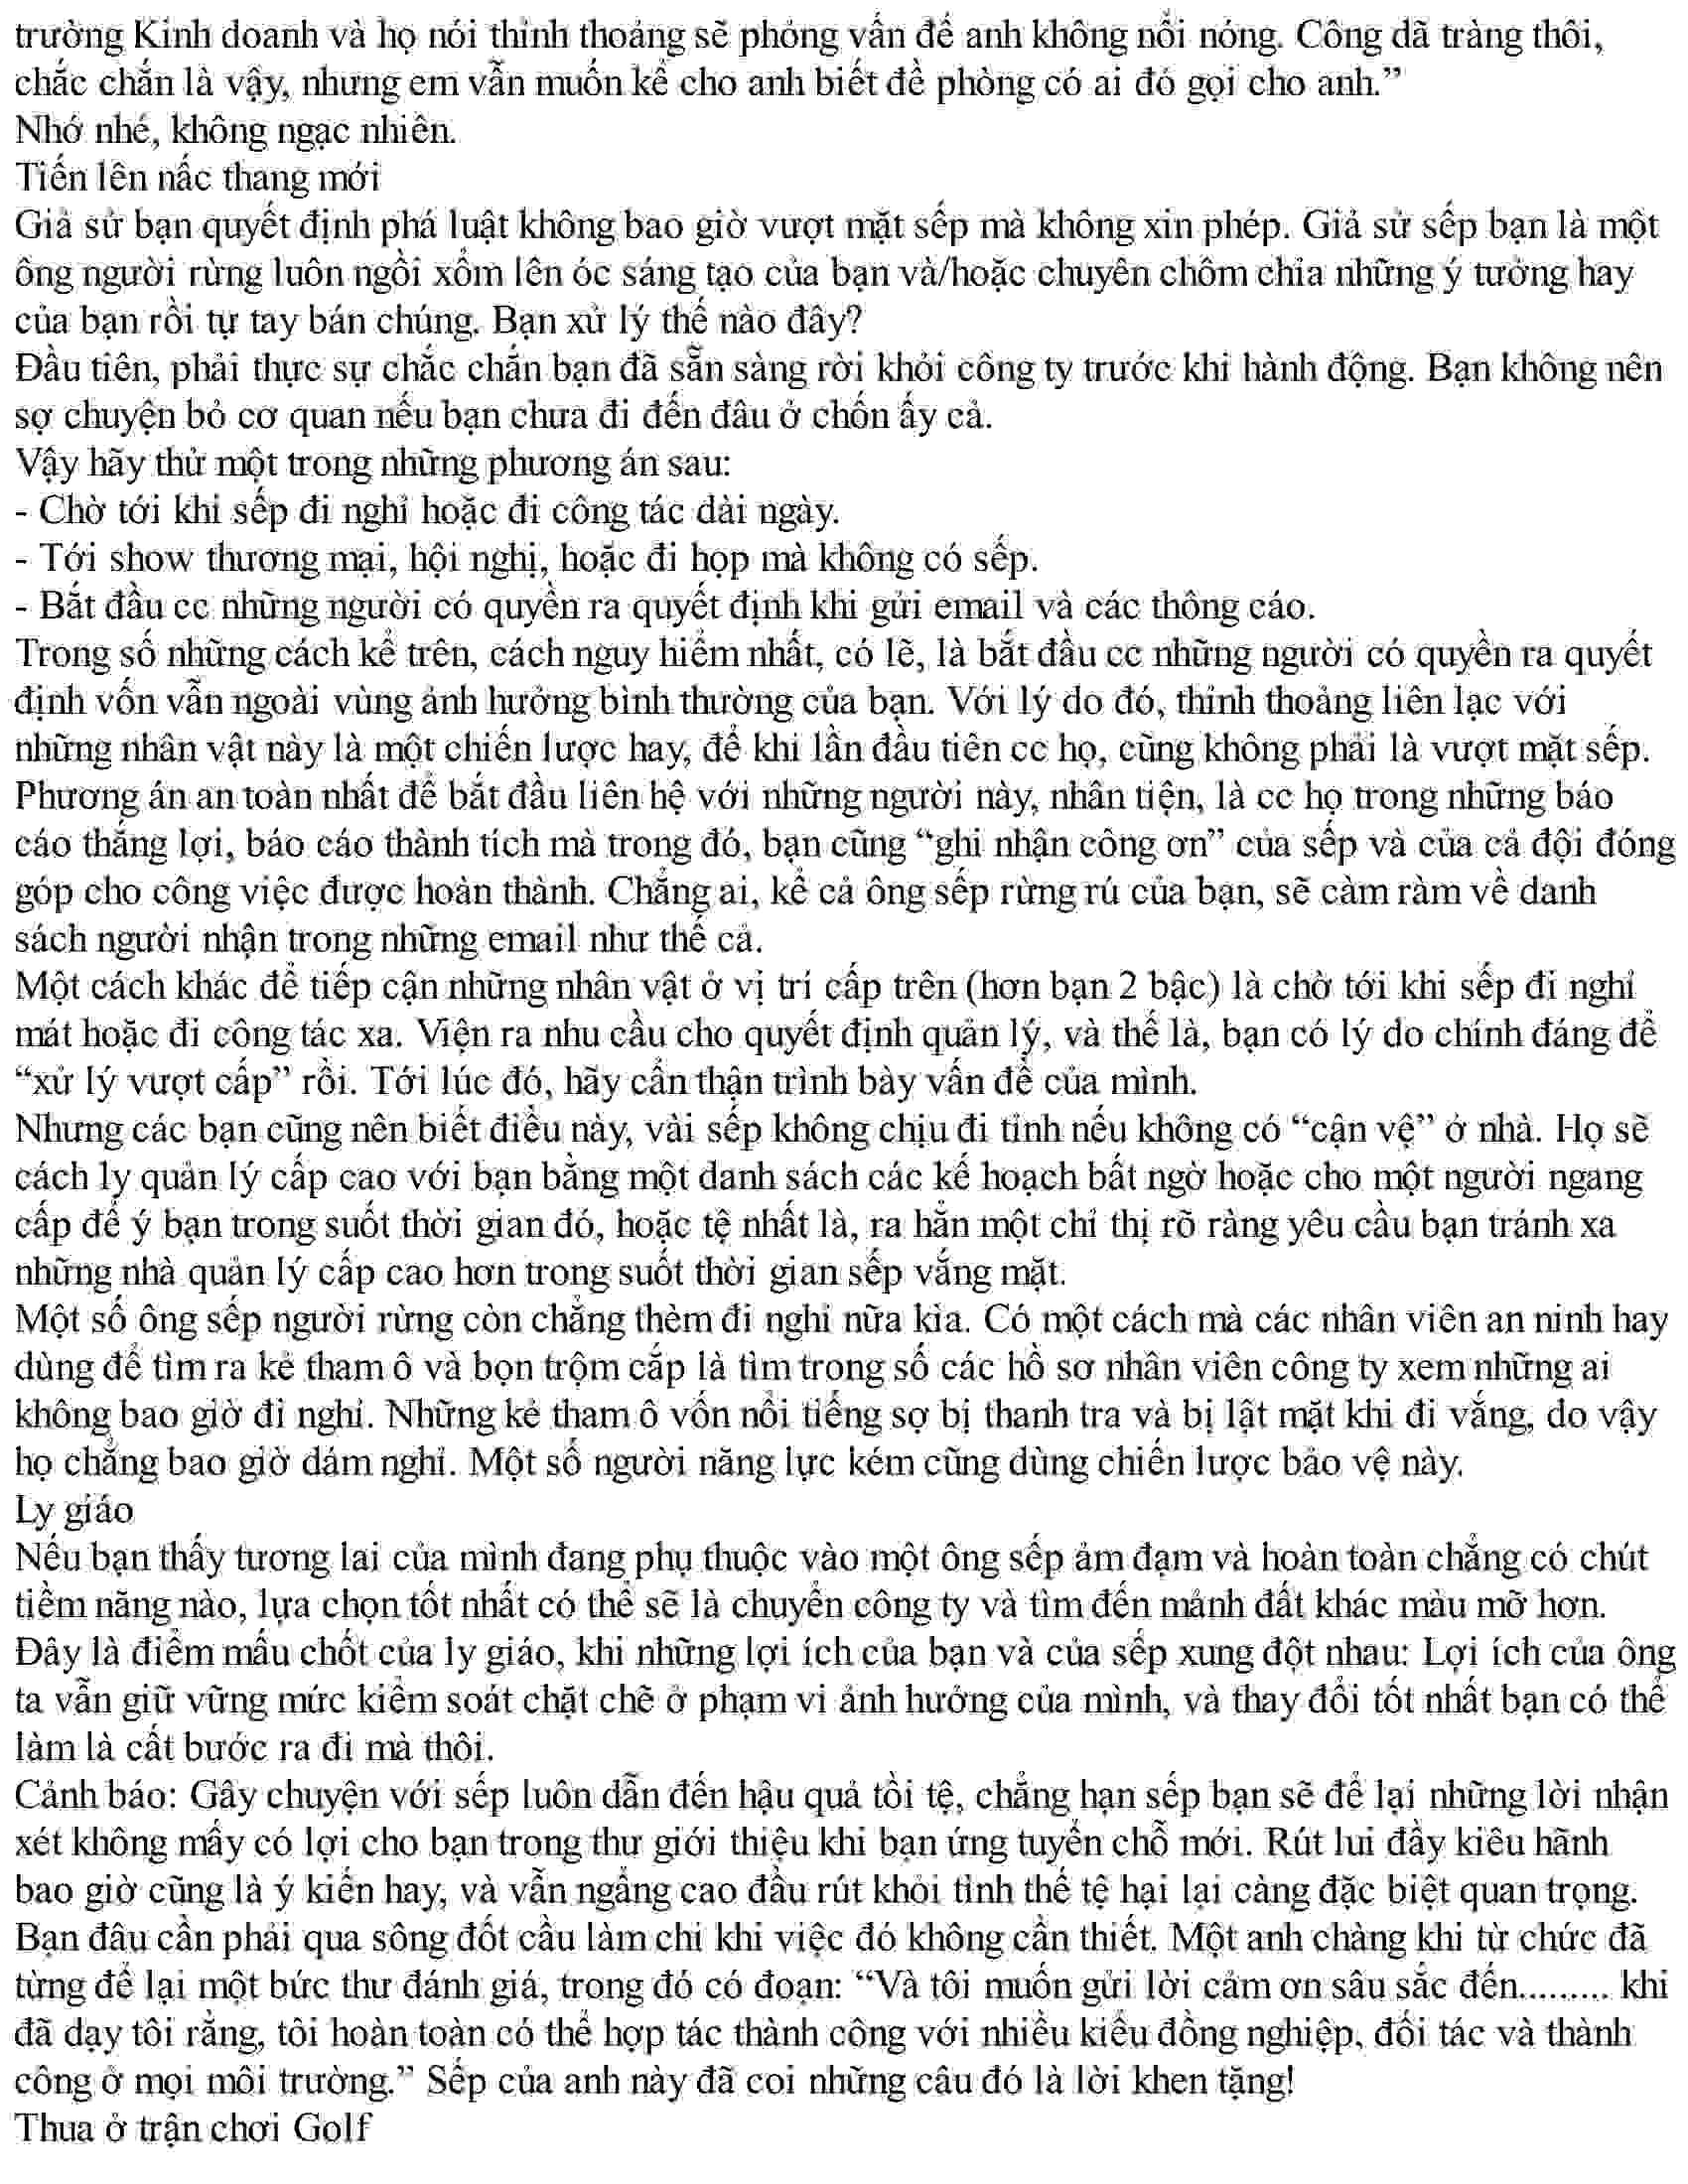 trường Kinh doanh và họ nói thỉnh thoảng sẽ phỏng vấn để anh không nổi nóng. Công dã tràng thôi,
chắc chắn là vậy, nhưng em vẫn muốn kể cho anh biết đề phòng có ai đó gọi cho anh.”
Nhớ nhé, không ngạc nhiên.
Tiến lên nấc thang mới
Giả sử bạn quyết định phá luật không bao giờ vượt mặt sếp mà không xin phép. Giả sử sếp bạn là một
ông người rừng luôn ngồi xổm lên óc sáng tạo của bạn và/hoặc chuyên chôm chỉa những ý tưởng hay
của bạn rồi tự tay bán chúng. Bạn xử lý thế nào đây?
Đầu tiên, phải thực sự chắc chắn bạn đã sẵn sàng rời khỏi công ty trước khi hành động. Bạn không nên
sợ chuyện bỏ cơ quan nếu bạn chưa đi đến đâu ở chốn ấy cả.
Vậy hãy thử một trong những phương án sau:
- Chờ tới khi sếp đi nghỉ hoặc đi công tác dài ngày.
- Tới show thương mại, hội nghị, hoặc đi họp mà không có sếp.
- Bắt đầu cc những người có quyền ra quyết định khi gửi email và các thông cáo.
Trong số những cách kể trên, cách nguy hiểm nhất, có lẽ, là bắt đầu cc những người có quyền ra quyết
định vốn vẫn ngoài vùng ảnh hưởng bình thường của bạn. Với lý do đó, thỉnh thoảng liên lạc với
những nhân vật này là một chiến lược hay, để khi lần đầu tiên cc họ, cũng không phải là vượt mặt sếp.
Phương án an toàn nhất để bắt đầu liên hệ với những người này, nhân tiện, là cc họ trong những báo
cáo thắng lợi, báo cáo thành tích mà trong đó, bạn cũng “ghi nhận công ơn” của sếp và của cả đội đóng
góp cho công việc được hoàn thành. Chẳng ai, kể cả ông sếp rừng rú của bạn, sẽ càm ràm về danh
sách người nhận trong những email như thế cả.
Một cách khác để tiếp cận những nhân vật ở vị trí cấp trên (hơn bạn 2 bậc) là chờ tới khi sếp đi nghỉ
mát hoặc đi công tác xa. Viện ra nhu cầu cho quyết định quản lý, và thế là, bạn có lý do chính đáng để
“xử lý vượt cấp” rồi. Tới lúc đó, hãy cẩn thận trình bày vấn đề của mình.
Nhưng các bạn cũng nên biết điều này, vài sếp không chịu đi tỉnh nếu không có “cận vệ” ở nhà. Họ sẽ
cách ly quản lý cấp cao với bạn bằng một danh sách các kế hoạch bất ngờ hoặc cho một người ngang
cấp để ý bạn trong suốt thời gian đó, hoặc tệ nhất là, ra hẳn một chỉ thị rõ ràng yêu cầu bạn tránh xa
những nhà quản lý cấp cao hơn trong suốt thời gian sếp vắng mặt.
Một số ông sếp người rừng còn chẳng thèm đi nghỉ nữa kìa. Có một cách mà các nhân viên an ninh hay
dùng để tìm ra kẻ tham ô và bọn trộm cắp là tìm trong số các hồ sơ nhân viên công ty xem những ai
không bao giờ đi nghỉ. Những kẻ tham ô vốn nổi tiếng sợ bị thanh tra và bị lật mặt khi đi vắng, do vậy
họ chẳng bao giờ dám nghỉ. Một số người năng lực kém cũng dùng chiến lược bảo vệ này.
Ly giáo
Nếu bạn thấy tương lai của mình đang phụ thuộc vào một ông sếp ảm đạm và hoàn toàn chẳng có chút
tiềm năng nào, lựa chọn tốt nhất có thể sẽ là chuyển công ty và tìm đến mảnh đất khác màu mỡ hơn.
Đây là điểm mấu chốt của ly giáo, khi những lợi ích của bạn và của sếp xung đột nhau: Lợi ích của ông
ta vẫn giữ vững mức kiểm soát chặt chẽ ở phạm vi ảnh hưởng của mình, và thay đổi tốt nhất bạn có thể
làm là cất bước ra đi mà thôi.
Cảnh báo: Gây chuyện với sếp luôn dẫn đến hậu quả tồi tệ, chẳng hạn sếp bạn sẽ để lại những lời nhận
xét không mấy có lợi cho bạn trong thư giới thiệu khi bạn ứng tuyển chỗ mới. Rút lui đầy kiêu hãnh
bao giờ cũng là ý kiến hay, và vẫn ngẩng cao đầu rút khỏi tình thế tệ hại lại càng đặc biệt quan trọng.
Bạn đâu cần phải qua sông đốt cầu làm chi khi việc đó không cần thiết. Một anh chàng khi từ chức đã
từng để lại một bức thư đánh giá, trong đó có đoạn: “Và tôi muốn gửi lời cảm ơn sâu sắc đến......... khi
đã dạy tôi rằng, tôi hoàn toàn có thể hợp tác thành công với nhiều kiểu đồng nghiệp, đối tác và thành
công ở mọi môi trường.” Sếp của anh này đã coi những câu đó là lời khen tặng!
Thua ở trận chơi Golf